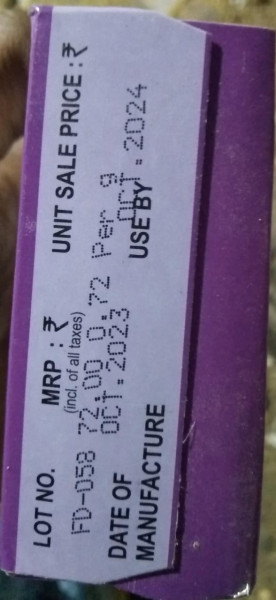 LOT NO. MRP : ₹ UNIT SALE PRICE : ₹
(incl. of all taxes)
FD-058 72.00 0.72 Per g
OCT.2023 OCT.2024
DATE OF USE BY
MANUFACTURE